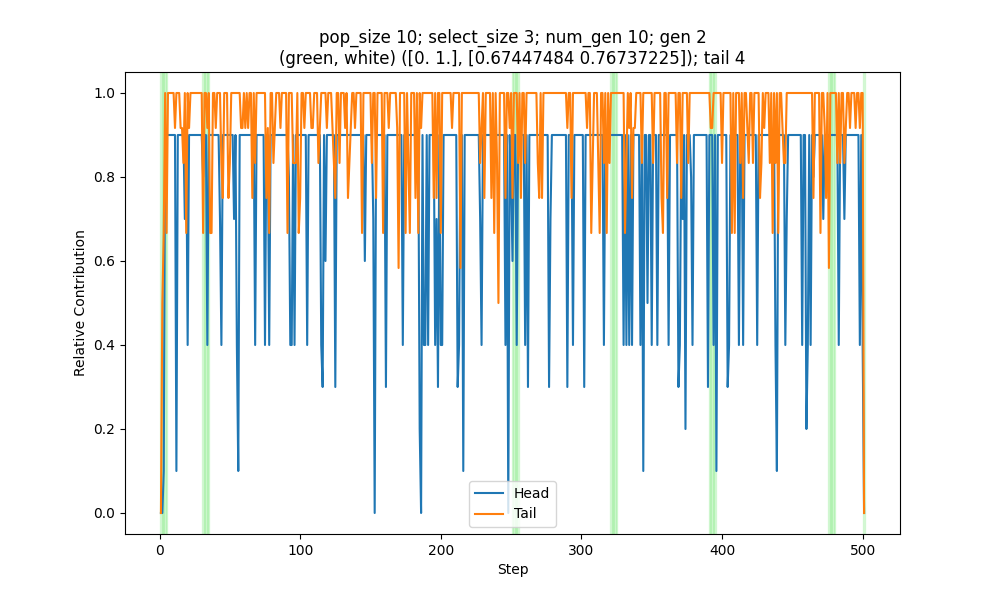 pop_size 10; select_size 3; num_gen 10; gen 2
(green, white) ([0. 1.], [0.67447484 0.76737225]); tail 4
1.0
0.8
0.6
0.4
0.2
0.0
Relative Contribution
Head
Tail
0
100
200
300
400
500
Step